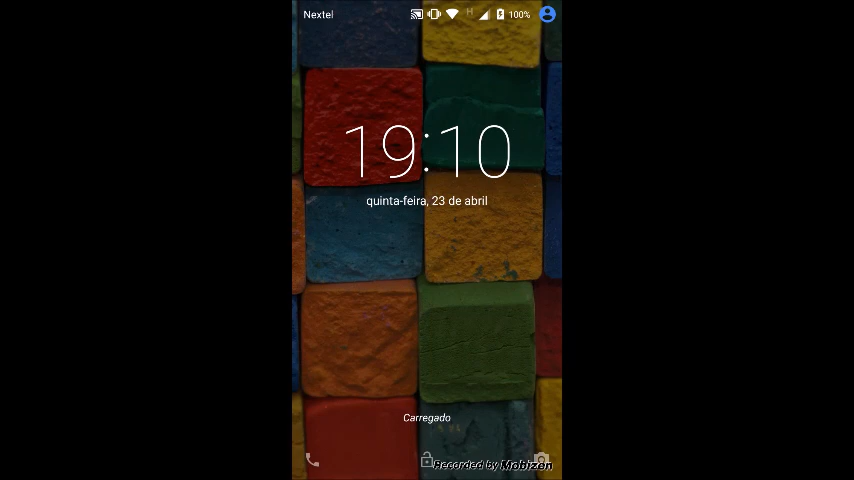 Nextel
H
100%
19:10
quinta-feira, 23 de abril
Carregado
Recorded by Mobizen